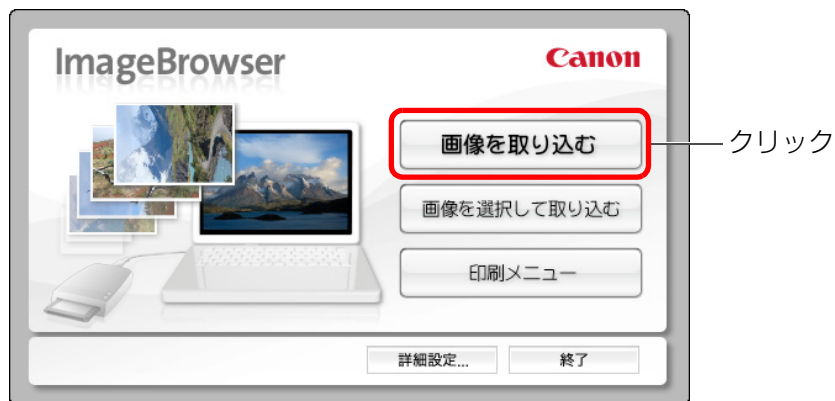 ImageBrowser
Canon
画像を取り込む
クリック
画像を選択して取り込む
印刷メニュー
詳細設定...
終了